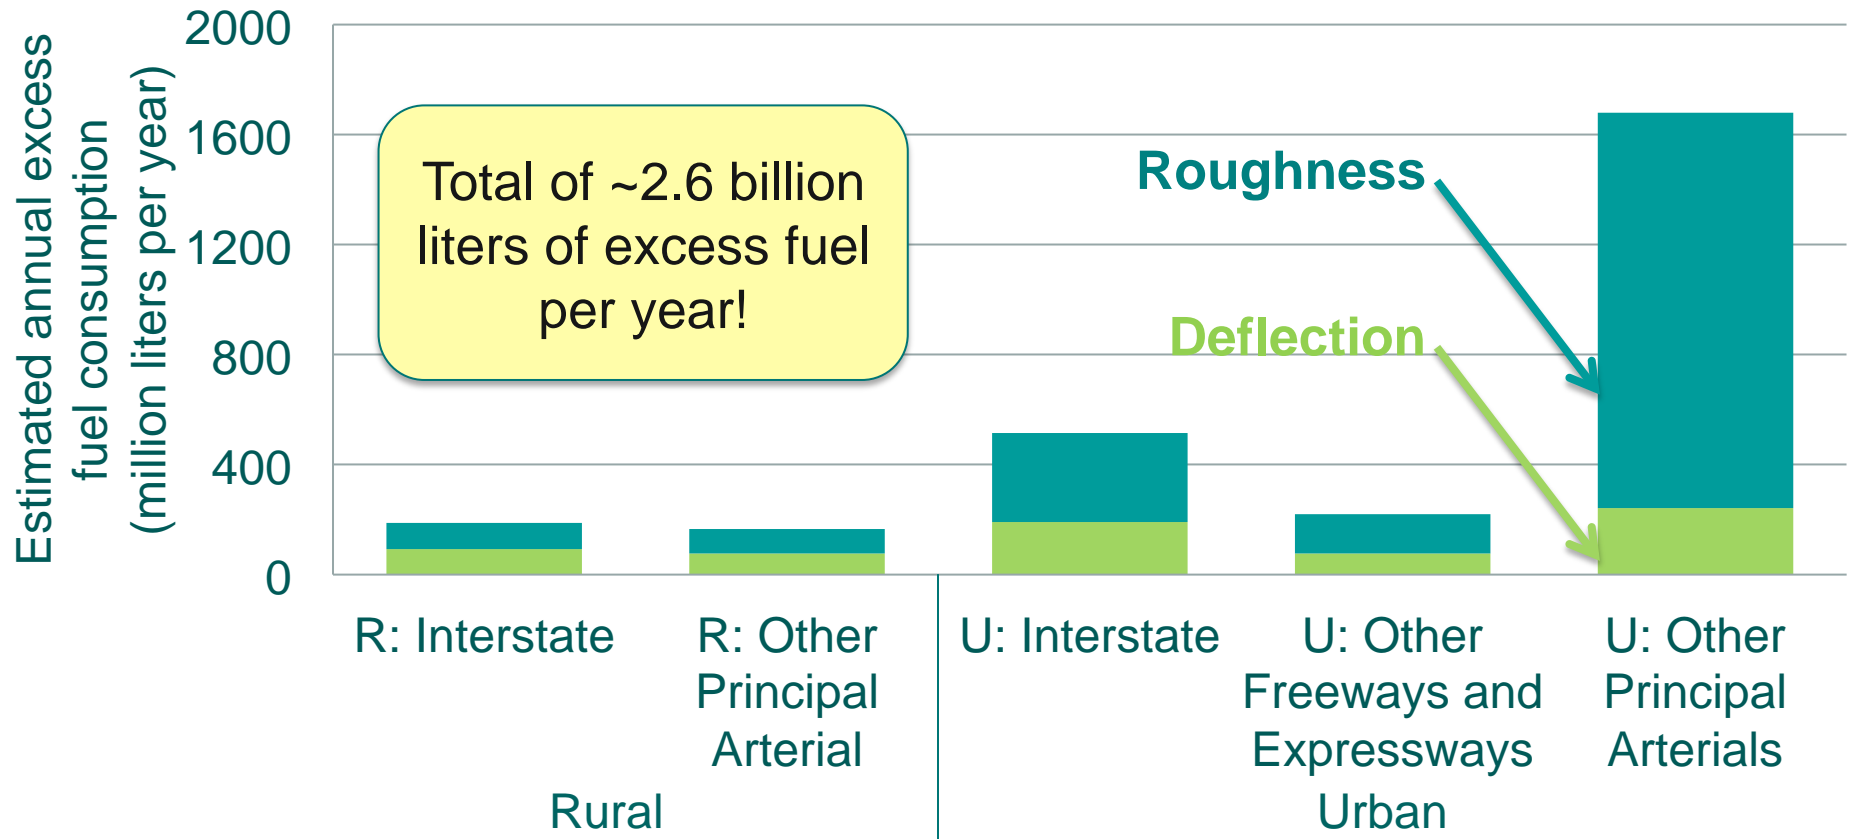 Estimated annual excess
fuel consumption
(million liters per year)
2000
1600
1200
800
400
0
Total of ~2.6 billion
liters of excess fuel
per year!
Roughness
Deflection
R: Interstate
R: Other
Principal
Arterial
U: Interstate
U: Other
Freeways and
Expressways
U: Other
Principal
Arterials
Rural
Urban